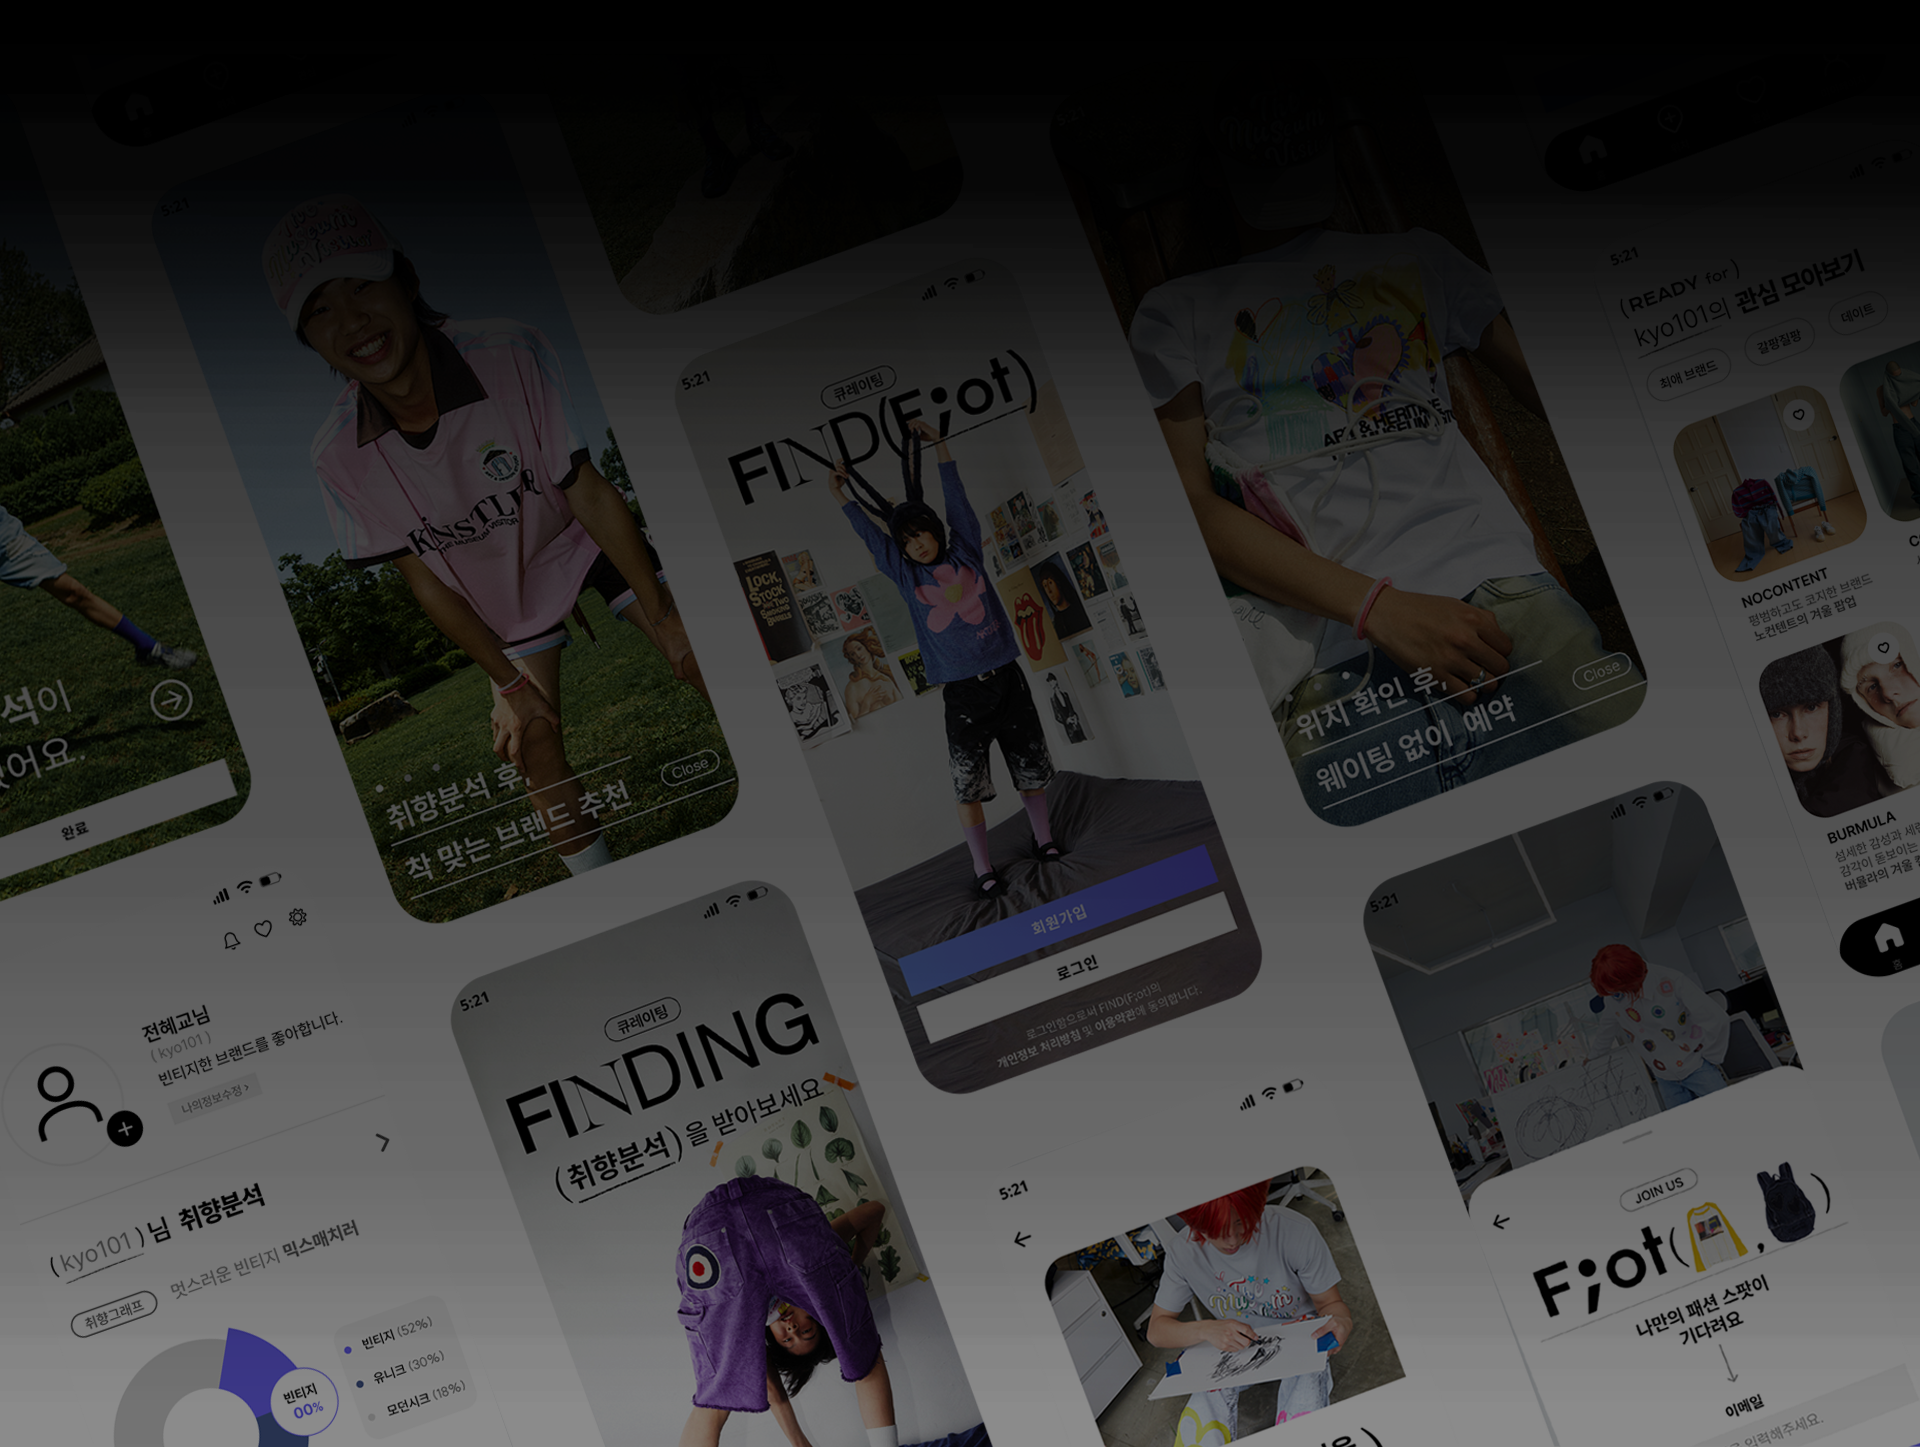 석이
어요.
완료
5:21
KÜNSTLER
THE MUSEUM VISITOR
취향분석 후,
착 맞는 브랜드 추천
Close
5:21
큐레이팅
FIND(F;ot)
LOCK,
STOCK
AND TWO
SMOKING
BARRELS
회원가입
로그인
로그인함으로써 FIND(F;ot)의
개인정보 처리방침 및 이용약관에 동의합니다.
5:21
위치 확인 후,
웨이팅 없이 예약
Close
5:21
(READY for)
kyo101의 관심 모아보기
최애 브랜드
갈팡질팡
데이트
NOCONTENT
평범하고도 코지한 브랜드
노컨텐트의 겨울 팝업
BURMULA
섬세한 감성과 세
감각이 돋보이는
버뮬라의 겨울
홈
전혜교님
(kyo101)
빈티지한 브랜드를 좋아합니다.
나의정보수정 ›
(kyo101)님 취향분석
멋스러운 빈티지 믹스매치러
취향그래프
빈티지 (52%)
유니크 (30%)
모던시크 (18%)
빈티지
00%
5:21
큐레이팅
FINDING
(취향분석)을 받아보세요
5:21
5:21
JOIN US
F;ot( , )
나만의 패션 스팟이
기다려요
이메일
입력해주세요.